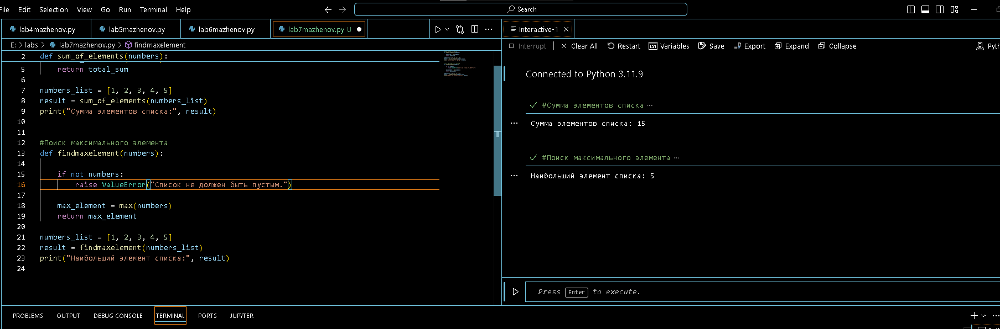 File Edit Selection View Go Run Terminal Help
Search
lab4mazhenov.py lab5mazhenov.py lab6mazhenov.py lab7mazhenov.py U
Interactive-1
E: > labs > lab7mazhenov.py > findmaxelement
Interrupt Clear All Restart Variables Save Export Expand Collapse
2 def sum_of_elements(numbers):
5 return total_sum
6
7 numbers_list = [1, 2, 3, 4, 5]
8 result = sum_of_elements(numbers_list)
9 print("Сумма элементов списка:", result)
10
11
12 #Поиск максимального элемента
13 def findmaxelement(numbers):
14
15 if not numbers:
16 raise ValueError("Список не должен быть пустым.")
17
18 max_element = max(numbers)
19 return max_element
20
21 numbers_list = [1, 2, 3, 4, 5]
22 result = findmaxelement(numbers_list)
23 print("Наибольший элемент списка:", result)
24
Connected to Python 3.11.9
#Сумма элементов списка ...
... Сумма элементов списка: 15
#Поиск максимального элемента ...
... Наибольший элемент списка: 5
Press Enter to execute.
PROBLEMS OUTPUT DEBUG CONSOLE TERMINAL PORTS JUPYTER